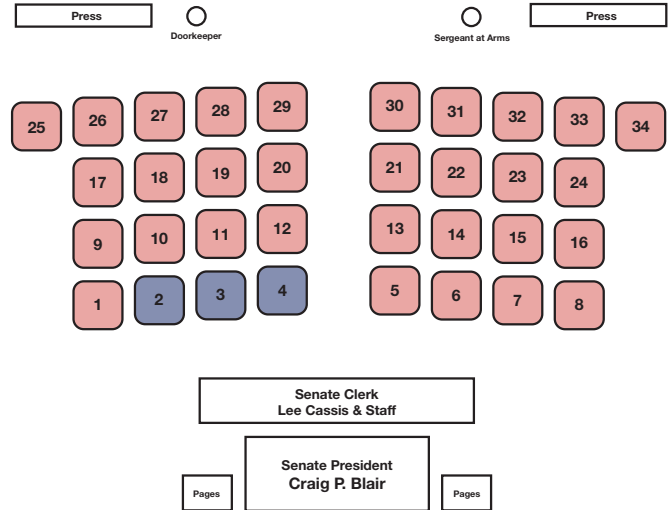 Press
Press
Doorkeeper
Sergeant at Arms
25 26 27 28 29 30 31 32 33 34
17 18 19 20 21 22 23 24
9 10 11 12 13 14 15 16
1 2 3 4 5 6 7 8
Senate Clerk
Lee Cassis & Staff
Senate President
Craig P. Blair
Pages
Pages